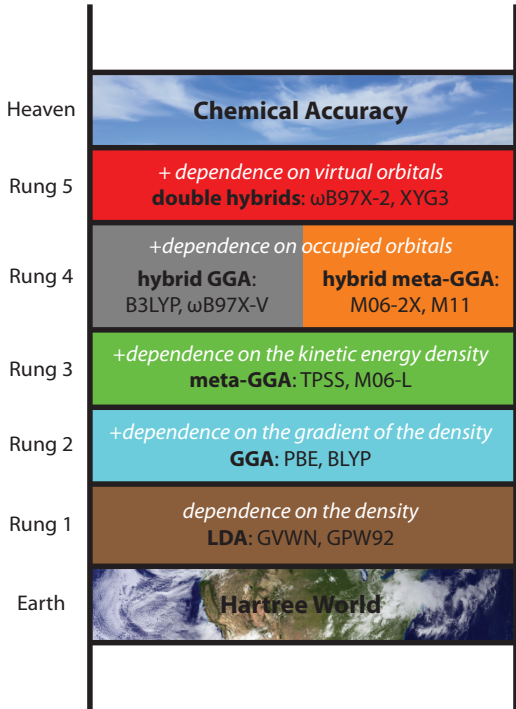 Heaven
Chemical Accuracy
Rung 5
+ dependence on virtual orbitals
double hybrids: ωB97X-2, XYG3
Rung 4
+dependence on occupied orbitals
hybrid GGA:
B3LYP, ωB97X-V
hybrid meta-GGA:
M06-2X, M11
Rung 3
+dependence on the kinetic energy density
meta-GGA: TPSS, M06-L
Rung 2
+dependence on the gradient of the density
GGA: PBE, BLYP
Rung 1
dependence on the density
LDA: GVWN, GPW92
Earth
Hartree World